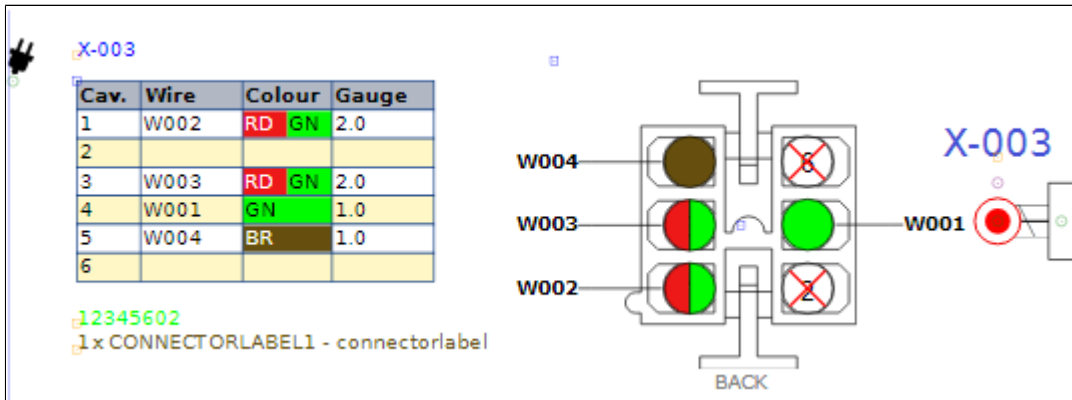 X-003
Cav. Wire Colour Gauge
1 W002 RD GN 2.0
2
3 W003 RD GN 2.0
4 W001 GN 1.0
5 W004 BR 1.0
6
12345602
1x CONNECTORLABEL1 - connectorlabel
W004 6
W003 W001
W002 2
BACK
X-003